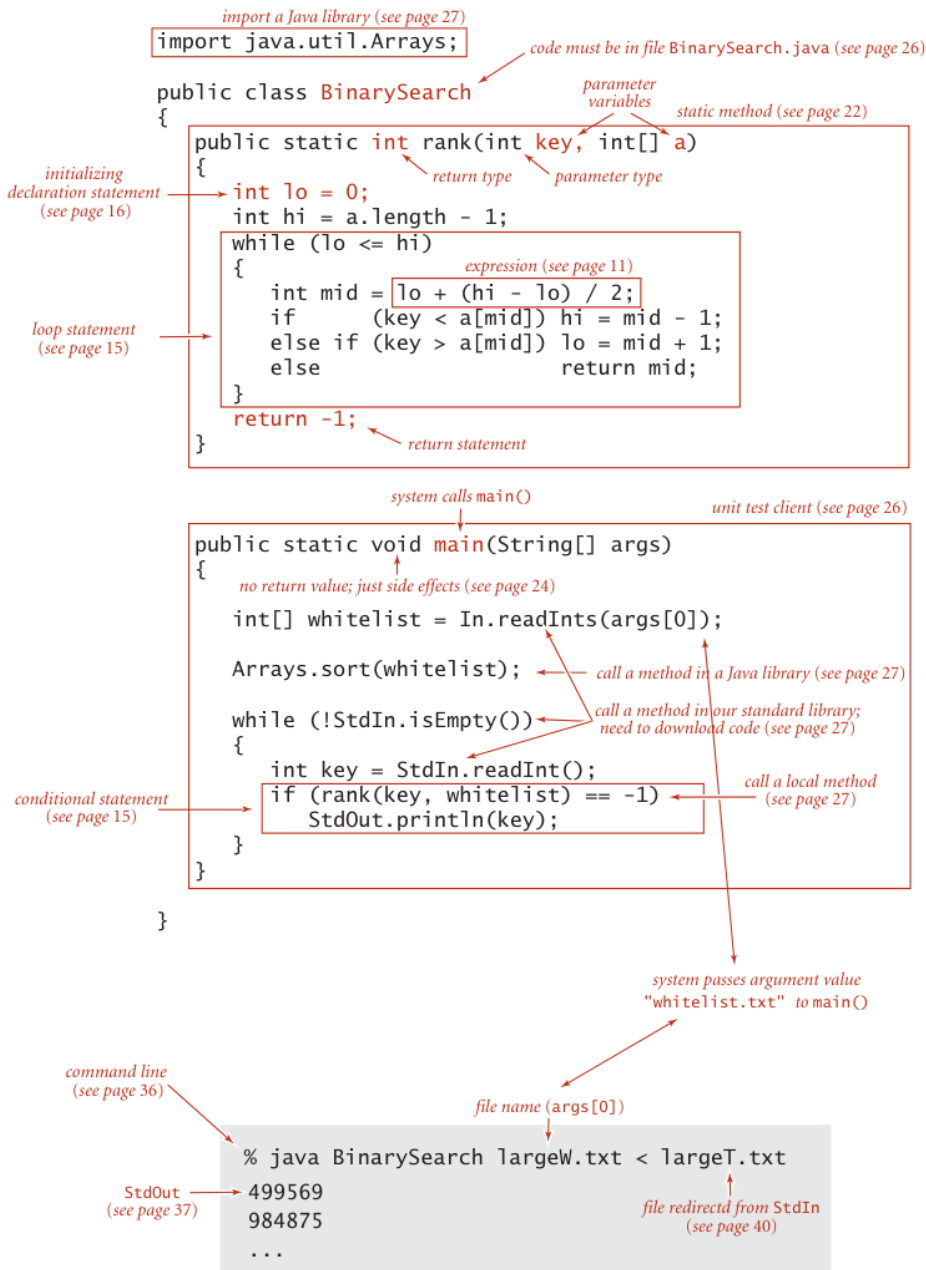 import a Java library (see page 27)
import java.util.Arrays;
code must be in file BinarySearch.java (see page 26)
public class BinarySearch
parameter
variables
{
static method (see page 22)
public static int rank(int key, int[] a)
{
return type
parameter type
initializing
declaration statement
(see page 16)
int lo = 0;
int hi = a.length - 1;
while (lo <= hi)
{
expression (see page 11)
int mid = lo + (hi - lo) / 2;
if (key < a[mid]) hi = mid - 1;
loop statement
(see page 15)
else if (key > a[mid]) lo = mid + 1;
else return mid;
}
return -1;
return statement
}
system calls main()
unit test client (see page 26)
public static void main(String[] args)
{
no return value; just side effects (see page 24)
int[] whitelist = In.readInts(args[0]);
Arrays.sort(whitelist);
call a method in a Java library (see page 27)
while (!StdIn.isEmpty())
call a method in our standard library;
need to download code (see page 27)
{
int key = StdIn.readInt();
call a local method
(see page 27)
conditional statement
(see page 15)
if (rank(key, whitelist) == -1)
StdOut.println(key);
}
}
}
system passes argument value
"whitelist.txt" to main()
command line
(see page 36)
file name (args[0])
% java BinarySearch largeW.txt < largeT.txt
StdOut
(see page 37)
499569
984875
...
file redirectd from StdIn
(see page 40)